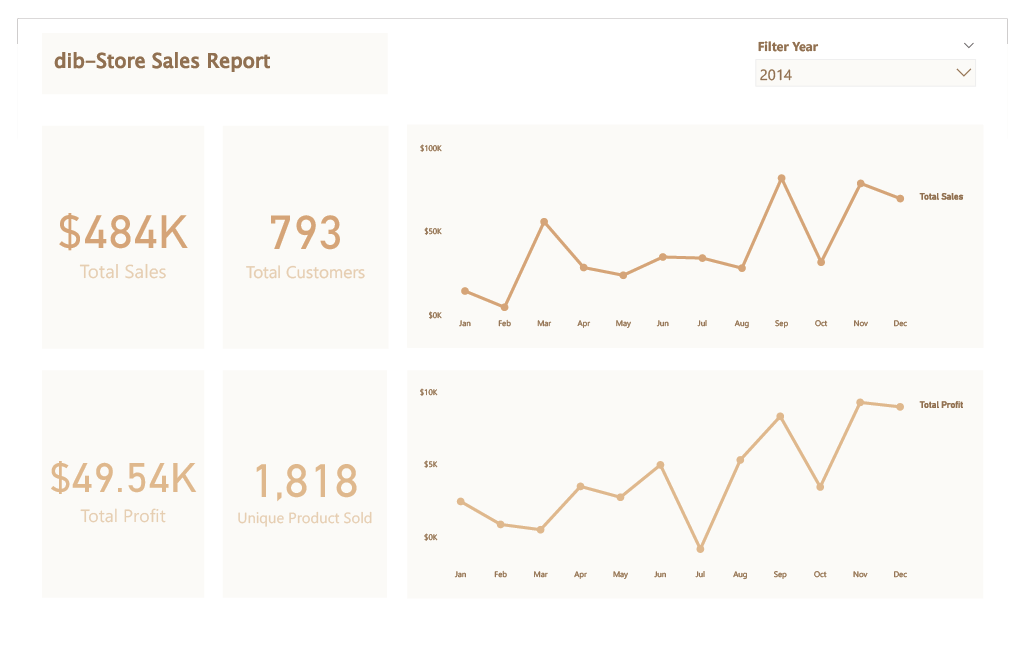 dib-Store Sales Report
Filter Year
2014
$484K
Total Sales
793
Total Customers
$100K
$50K
$0K
Total Sales
Jan Feb Mar Apr May Jun Jul Aug Sep Oct Nov Dec
$49.54K
Total Profit
1,818
Unique Product Sold
$10K
$5K
$0K
Total Profit
Jan Feb Mar Apr May Jun Jul Aug Sep Oct Nov Dec